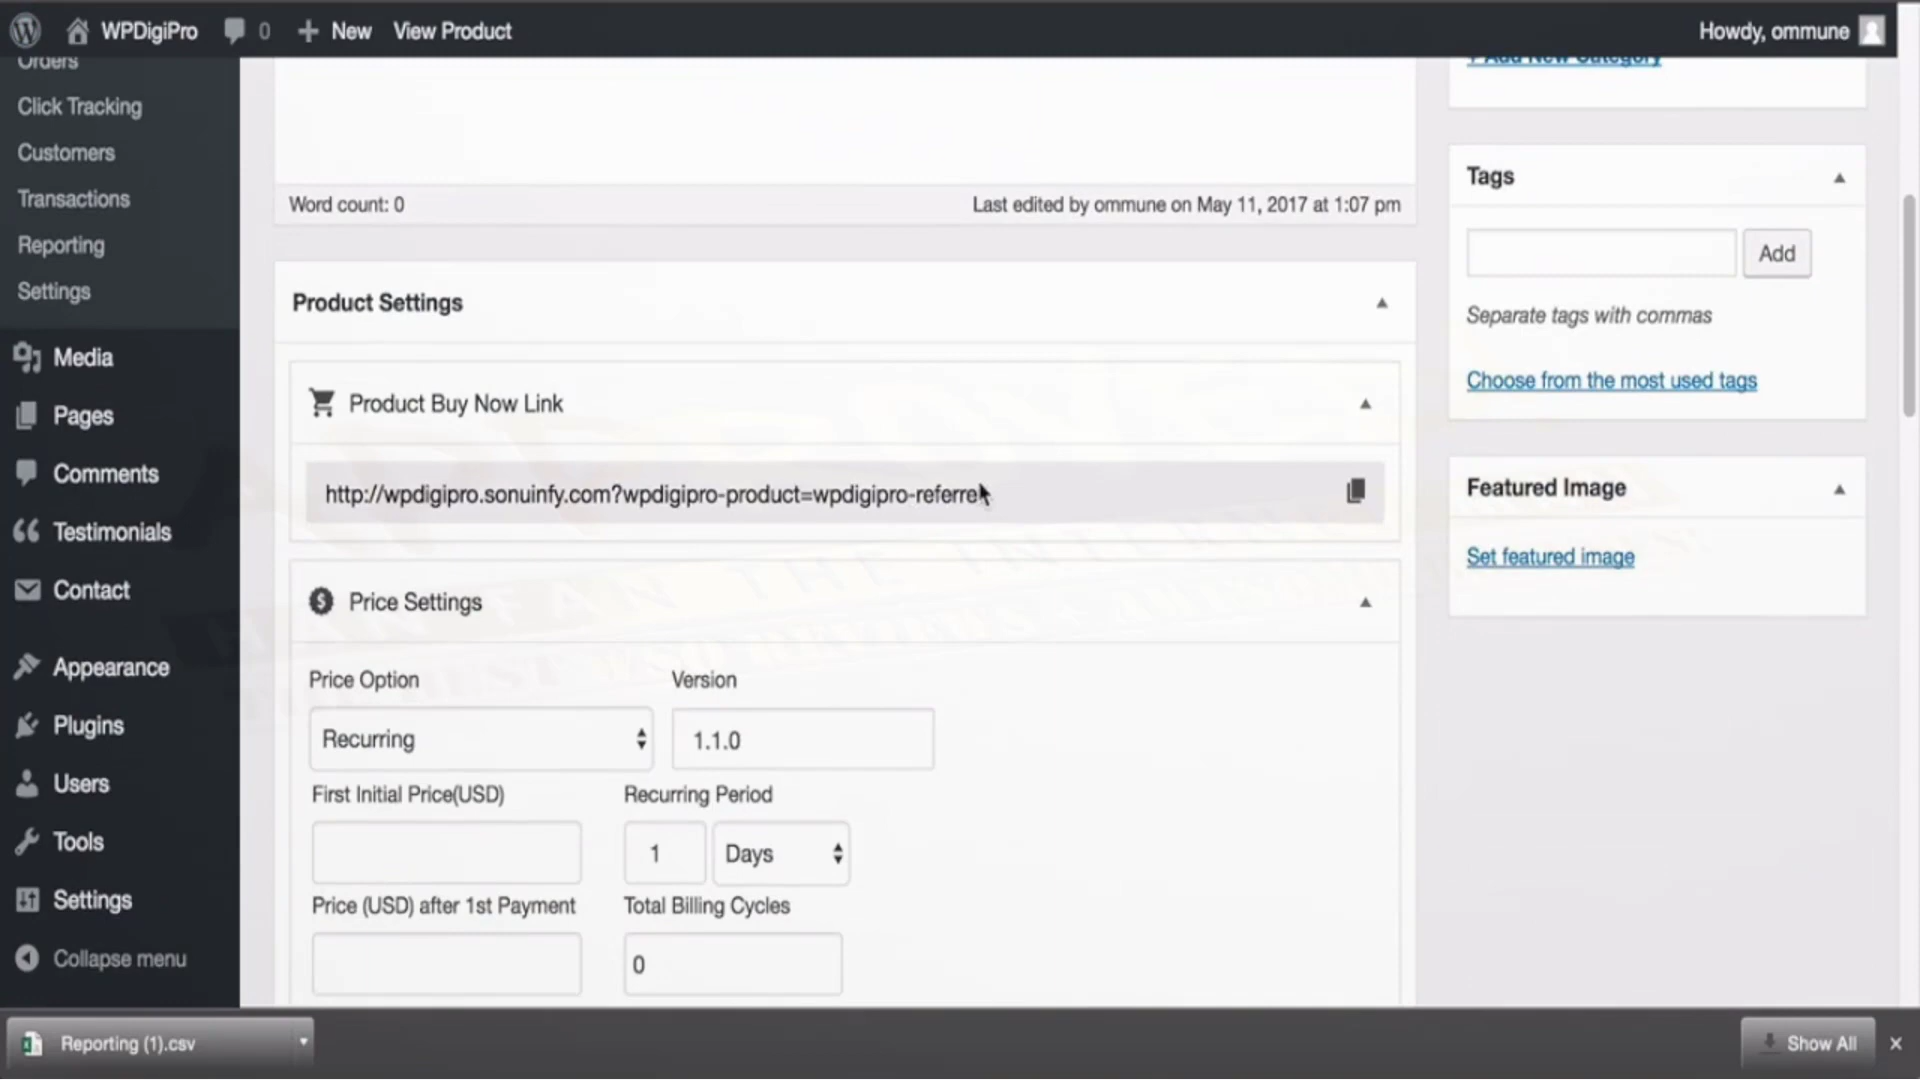 WPDigiPro 0 New View Product Howdy, ommune
Orders
Click Tracking
Customers
Transactions
Reporting
Settings
Media
Pages
Comments
Testimonials
Contact
Appearance
Plugins
Users
Tools
Settings
Collapse menu
Word count: 0 Last edited by ommune on May 11, 2017 at 1:07 pm
Product Settings
Product Buy Now Link
http://wpdigipro.sonuinfy.com?wpdigipro-product=wpdigipro-referrel
Price Settings
Price Option Version
Recurring 1.1.0
First Initial Price(USD) Recurring Period
1 Days
Price (USD) after 1st Payment Total Billing Cycles
0
+ Add New Category
Tags
Add
Separate tags with commas
Choose from the most used tags
Featured Image
Set featured image
Reporting (1).csv Show All